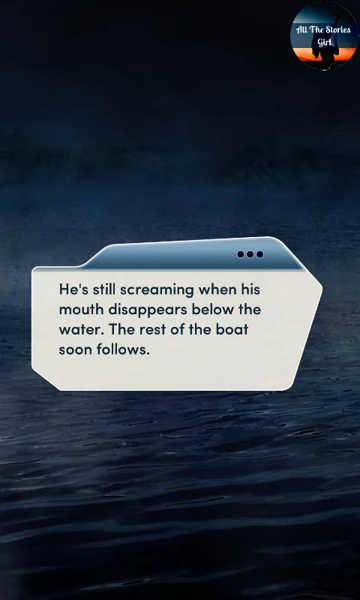 All The Stories
Girl
He's still screaming when his
mouth disappears below the
water. The rest of the boat
soon follows.